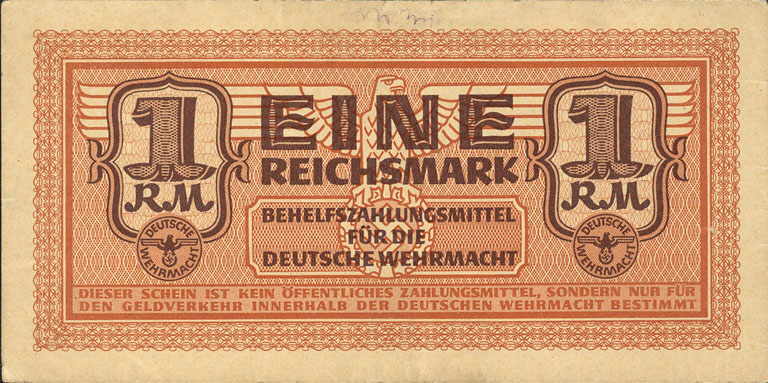 1 EINE 1
RM REICHSMARK RM
BEHELFSZAHLUNGSMITTEL
FÜR DIE
DEUTSCHE WEHRMACHT
DEUTSCHE WEHRMACHT
DEUTSCHE WEHRMACHT
DIESER SCHEIN IST KEIN ÖFFENTLICHES ZAHLUNGSMITTEL, SONDERN NUR FÜR
DEN GELDVERKEHR INNERHALB DER DEUTSCHEN WEHRMACHT BESTIMMT